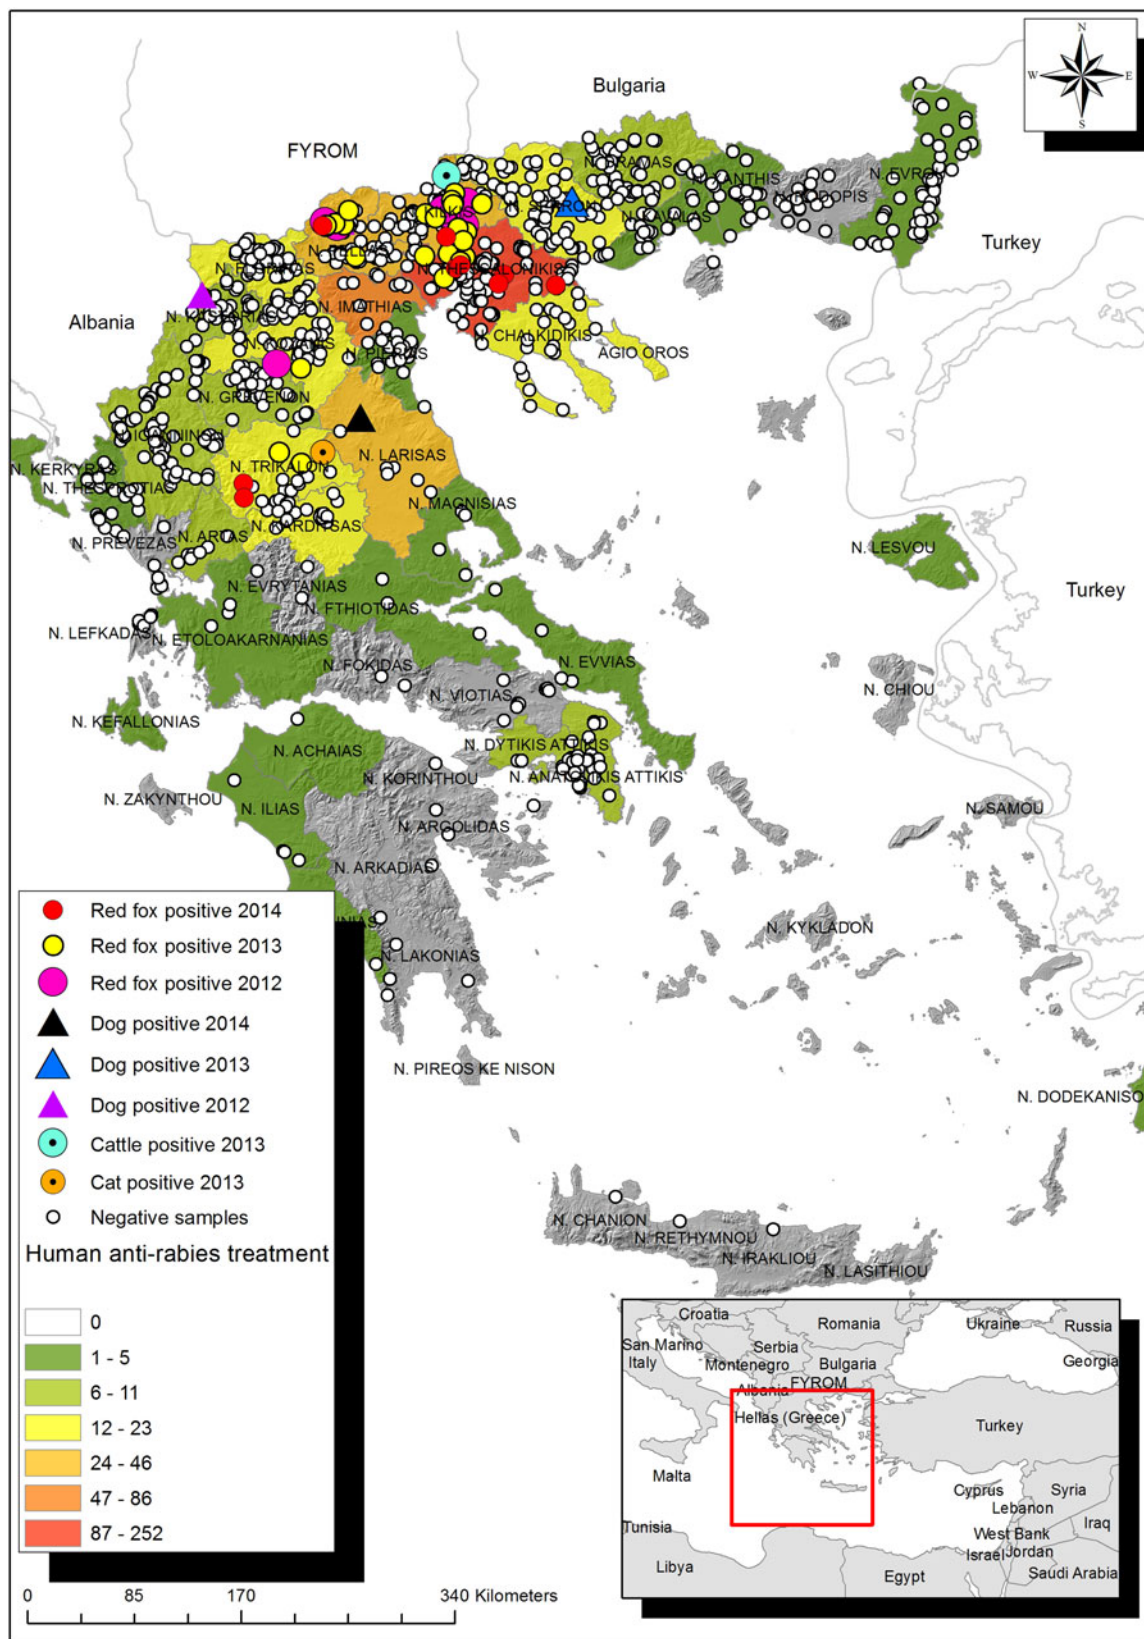 N
W E
S
Bulgaria
FYROM
N. DRAMAS
N. XANTHIS
N. EVROU
N. RODOPIS
N. KILKIS
N. SERRON
N. KAVALAS
Turkey
N. PELLAS
N. FLORINAS
N. THESSALONIKIS
N. IMATHIAS
Albania
N. KASTORIAS
N. CHALKIDIKIS
N. KOZANIS
N. PIERIAS
AGIO OROS
N. GREVENON
N. IOANNINON
N. LARISAS
N. KERKYRAS
N. TRIKALON
N. THESPROTIAS
N. MAGNISIAS
N. KARDITSAS
N. PREVEZAS
N. ARTAS
N. LESVOU
N. EVRYTANIAS
Turkey
N. FTHIOTIDAS
N. LEFKADAS
N. ETOLOAKARNANIAS
N. FOKIDAS
N. EVVIAS
N. VIOTIAS
N. CHIOU
N. KEFALLONIAS
N. DYTIKIS ATTIKIS
N. ACHAIAS
N. KORINTHOU
N. ANATOLIKIS ATTIKIS
N. ZAKYNTHOU
N. ILIAS
N. SAMOU
N. ARGOLIDAS
N. ARKADIAS
NIAS
N. KYKLADON
N. LAKONIAS
N. PIREOS KE NISON
N. DODEKANISO
N. CHANION
N. RETHYMNOU
N. IRAKLIOU
N. LASITHIOU
Red fox positive 2014
Red fox positive 2013
Red fox positive 2012
Dog positive 2014
Dog positive 2013
Dog positive 2012
Cattle positive 2013
Cat positive 2013
Negative samples
Human anti-rabies treatment
0
1 - 5
6 - 11
12 - 23
24 - 46
47 - 86
87 - 252
0 85 170 340 Kilometers
Croatia
Romania
Ukraine
Russia
San Marino
Italy
Serbia
Montenegro
Bulgaria
Georgia
Albania
FYROM
Hellas (Greece)
Turkey
Malta
Cyprus
Syria
Lebanon
Tunisia
West Bank
Iraq
Israel
Jordan
Libya
Egypt
Saudi Arabia